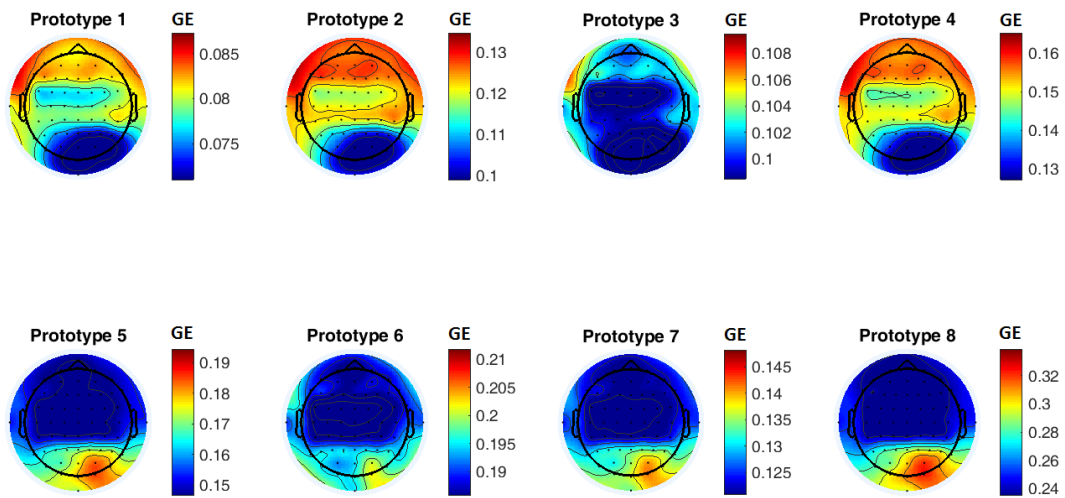 Prototype 1
GE
0.085
0.08
0.075
Prototype 2
GE
0.13
0.12
0.11
0.1
Prototype 3
GE
0.108
0.106
0.104
0.102
0.1
Prototype 4
GE
0.16
0.15
0.14
0.13
Prototype 5
GE
0.19
0.18
0.17
0.16
0.15
Prototype 6
GE
0.21
0.205
0.2
0.195
0.19
Prototype 7
GE
0.145
0.14
0.135
0.13
0.125
Prototype 8
GE
0.32
0.3
0.28
0.26
0.24